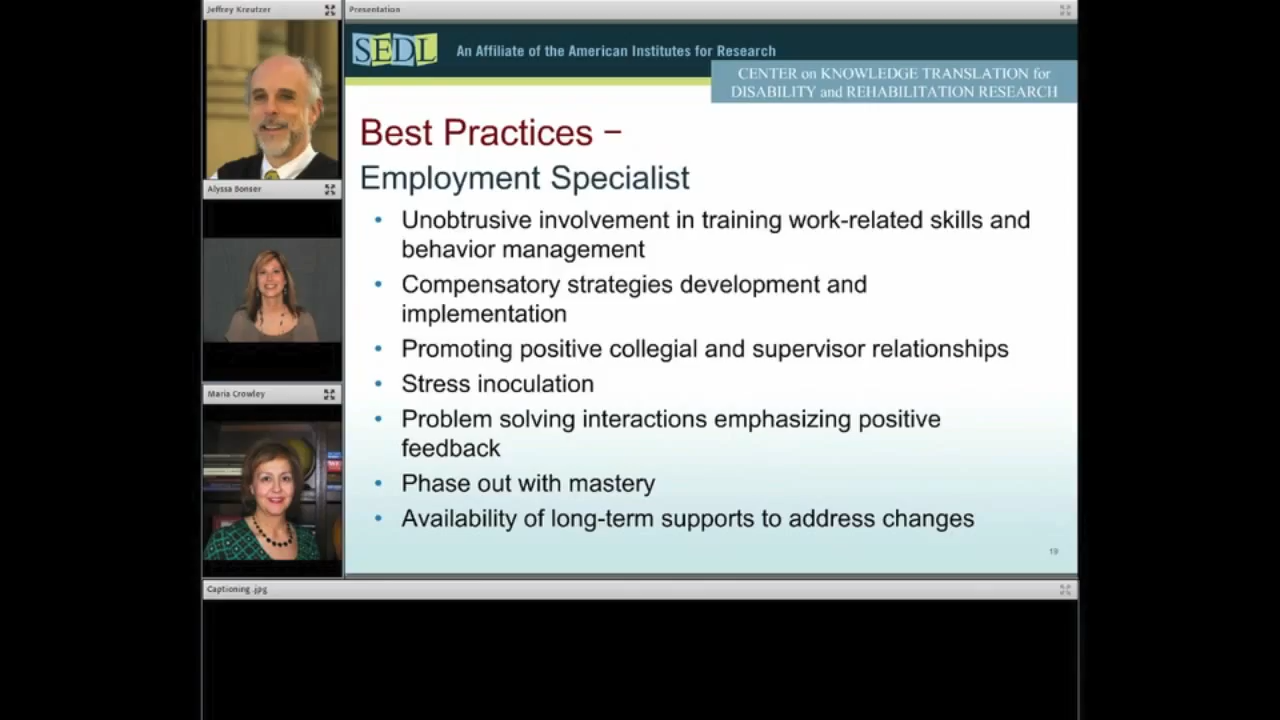 Jeffrey Kreutzer
Presentation
SEDL
An Affiliate of the American Institutes for Research
CENTER on KNOWLEDGE TRANSLATION for
DISABILITY and REHABILITATION RESEARCH
Best Practices –
Employment Specialist
• Unobtrusive involvement in training work-related skills and
behavior management
• Compensatory strategies development and
implementation
• Promoting positive collegial and supervisor relationships
• Stress inoculation
• Problem solving interactions emphasizing positive
feedback
• Phase out with mastery
• Availability of long-term supports to address changes
19
Alyssa Bonser
Maria Crowley
Captioning .jpg